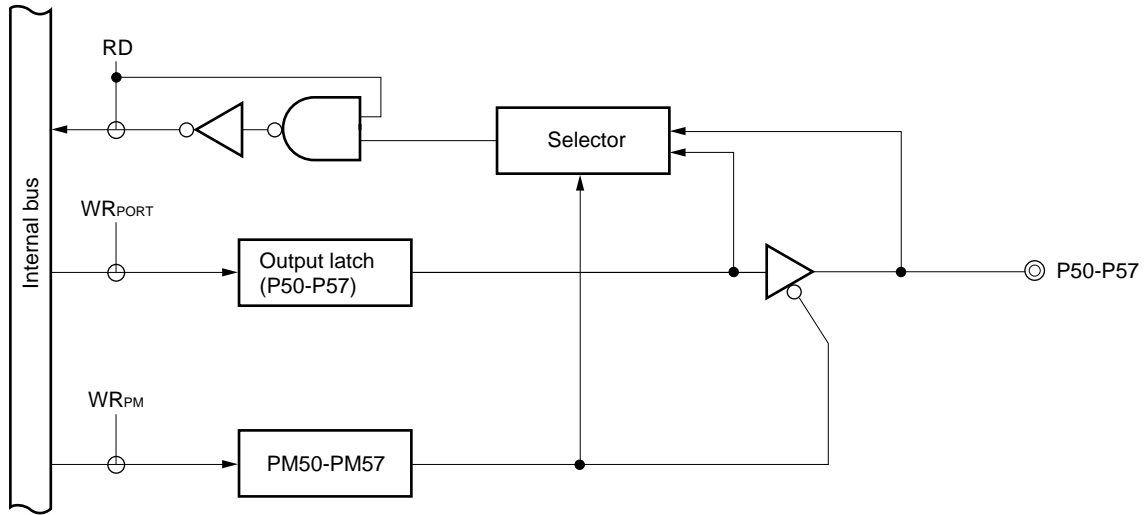 RD
Selector
Internal bus
WRPORT
Output latch
(P50-P57)
P50-P57
WRPM
PM50-PM57